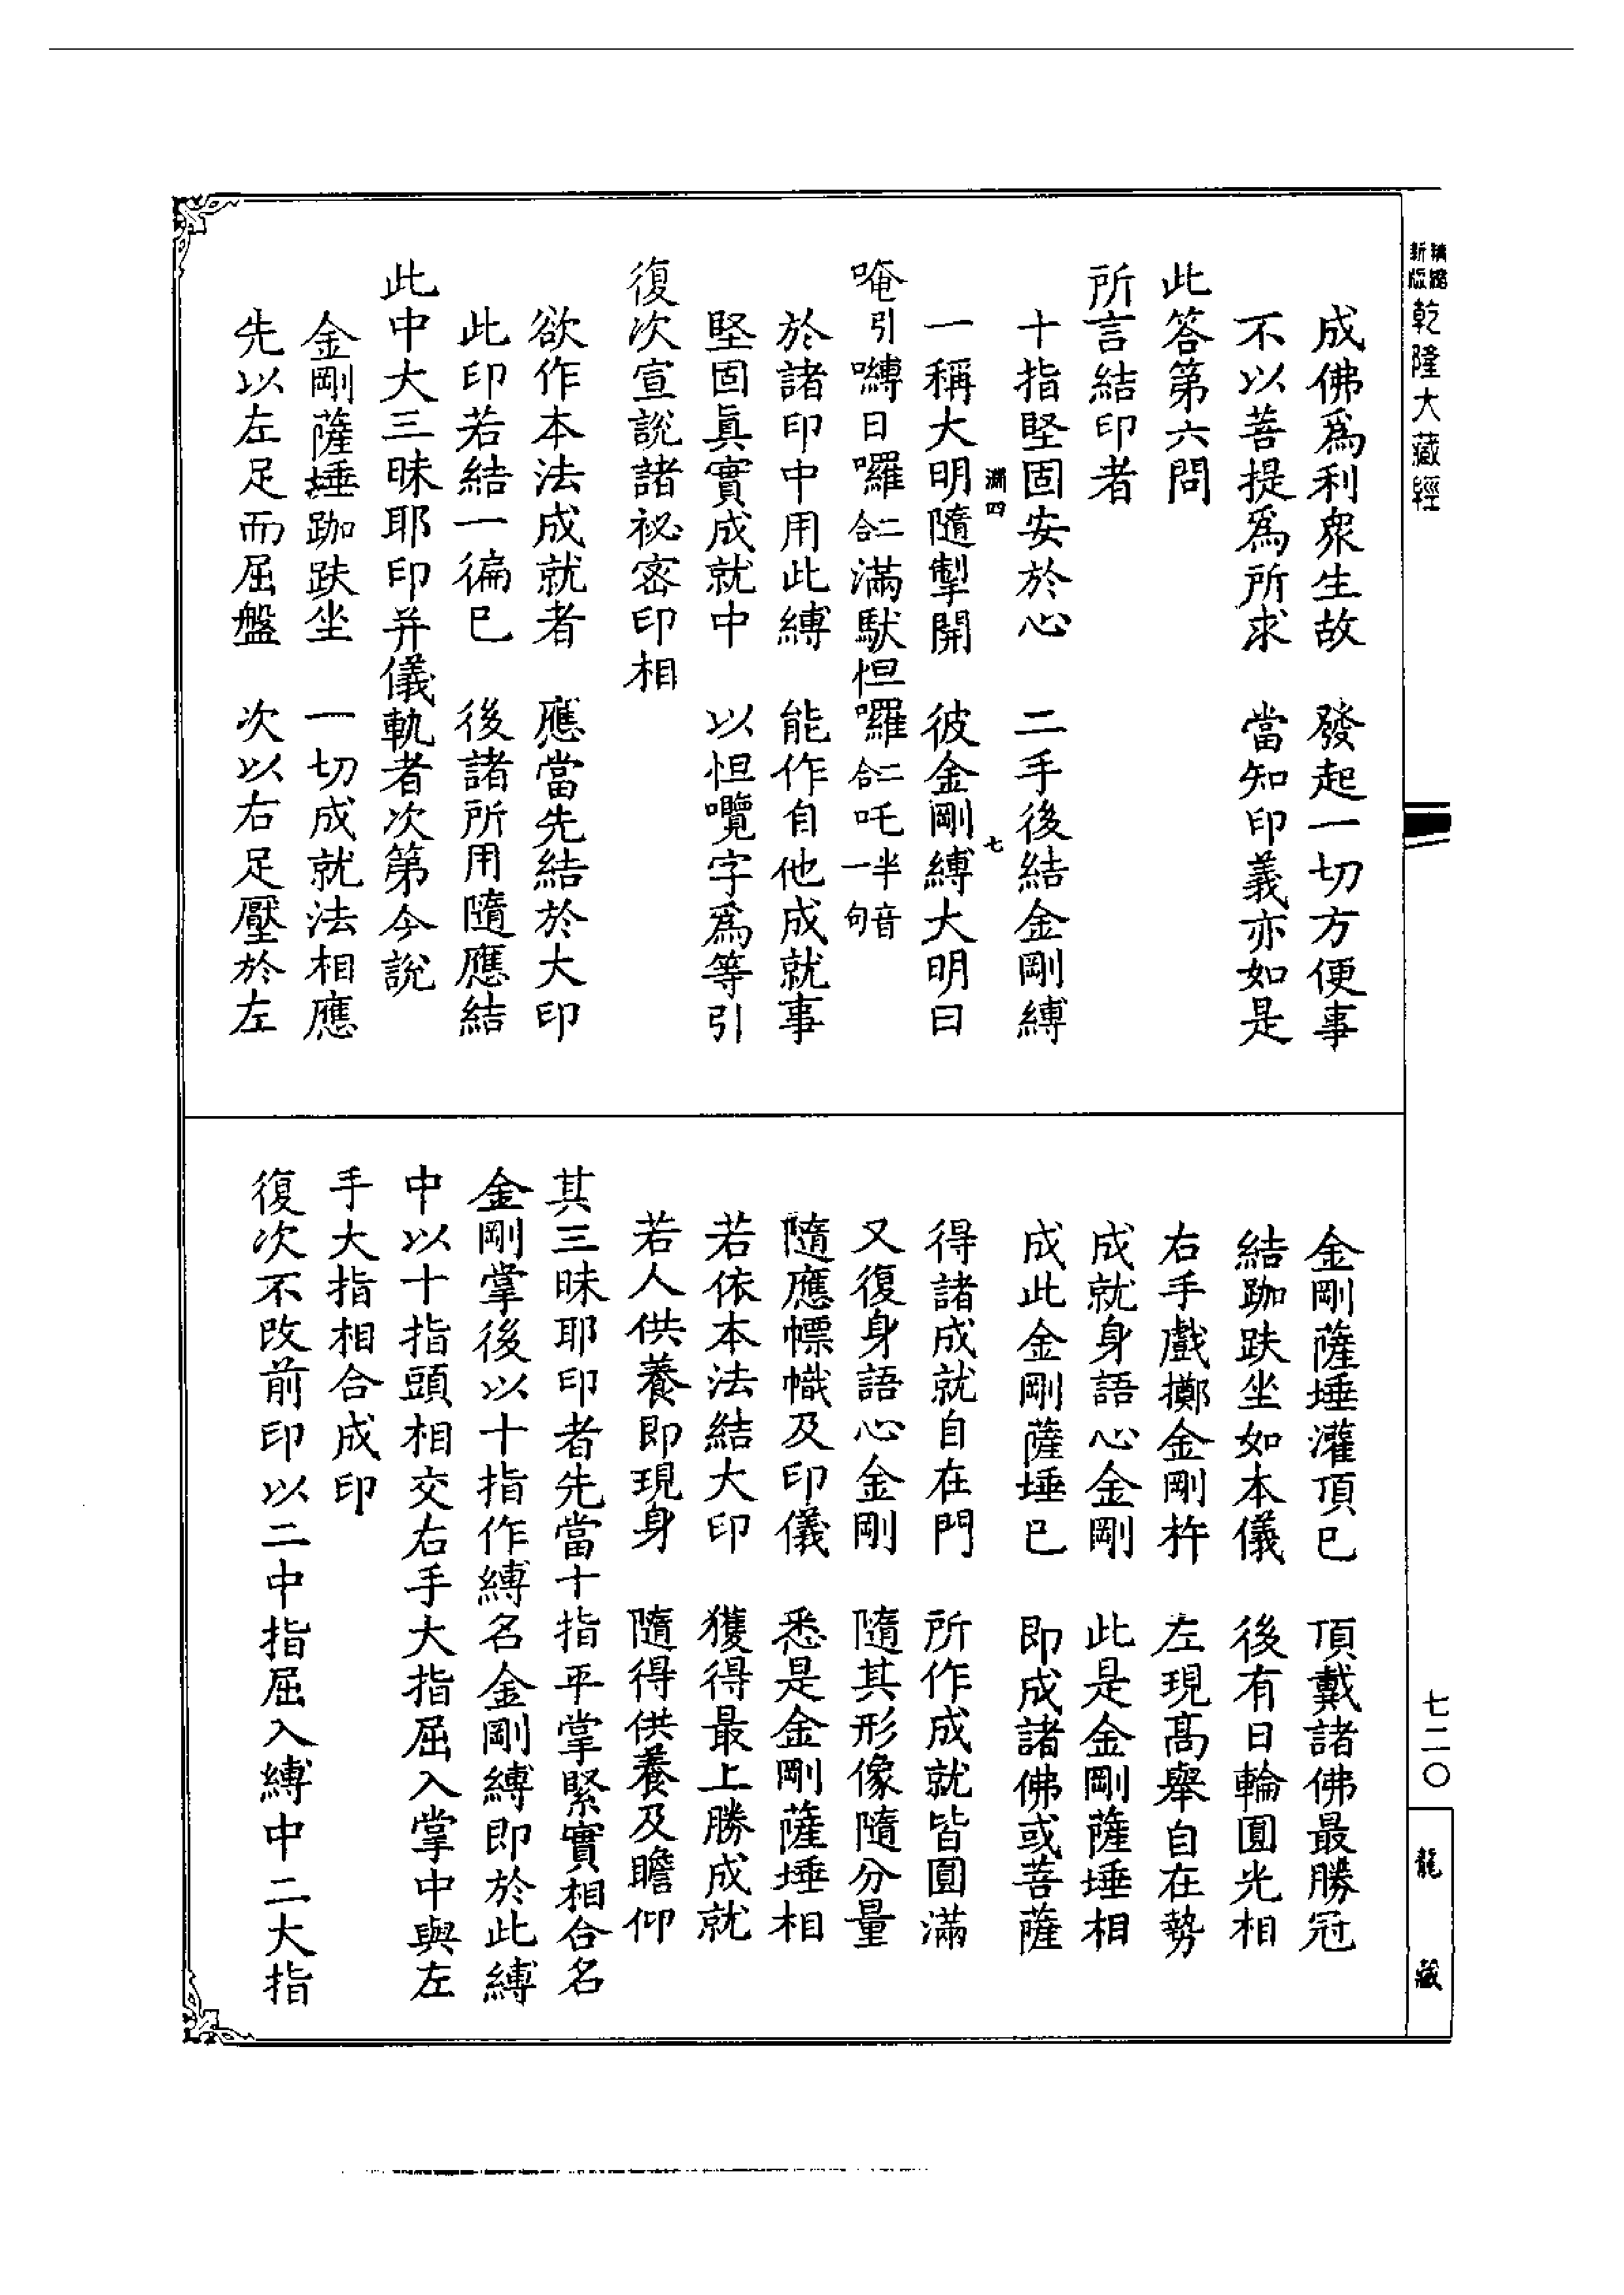 新版精縮乾隆大藏經
成佛為利衆生故　發起一切方便事
不以菩提為所求　當知印義亦如是
此答第六問
所言結印者
十指堅固安於心　二手後結金剛縛
淵四　七
一稱大明隨掣開　彼金剛縛大明曰
唵引嚩日囉二合滿馱怛囉二合吒半音一句
於諸印中用此縛　能作自他成就事
堅固眞實成就中　以怛囕字為等引
復次宣說諸祕密印相
欲作本法成就者　應當先結於大印
此印若結一徧已　後諸所用隨應結
此中大三昧耶印并儀軌者次第今說
金剛薩埵跏趺坐　一切成就法相應
先以左足而屈盤　次以右足壓於左
金剛薩埵灌頂已　頂戴諸佛最勝冠
結跏趺坐如本儀　後有日輪圓光相
右手戲擲金剛杵　左現高舉自在勢
成就身語心金剛　此是金剛薩埵相
成此金剛薩埵已　即成諸佛或菩薩
得諸成就自在門　所作成就皆圓滿
又復身語心金剛　隨其形像隨分量
隨應幖幟及印儀　悉是金剛薩埵相
若依本法結大印　獲得最上勝成就
若人供養即現身　隨得供養及瞻仰
其三昧耶印者先當十指平掌緊實相合名
金剛掌後以十指作縛名金剛縛即於此縛
中以十指頭相交右手大指屈入掌中與左
手大指相合成印
復次不改前印以二中指屈入縛中二大指
七二〇
龍藏